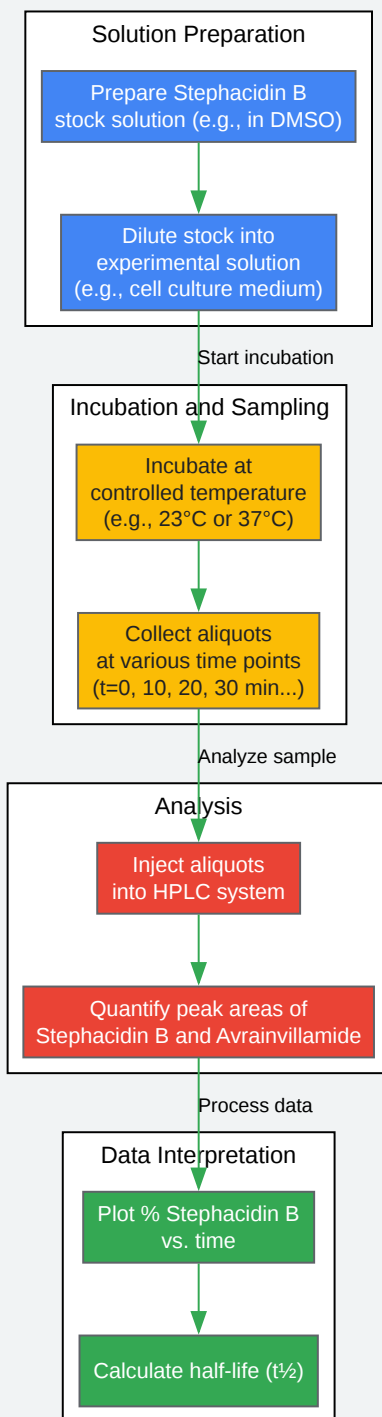 Solution Preparation
Prepare Stephacidin B
stock solution (e.g., in DMSO)
Dilute stock into
experimental solution
(e.g., cell culture medium)
Start incubation
Incubation and Sampling
Incubate at
controlled temperature
(e.g., 23°C or 37°C)
Collect aliquots
at various time points
(t=0, 10, 20, 30 min...)
Analyze sample
Analysis
Inject aliquots
into HPLC system
Quantify peak areas of
Stephacidin B and Avrainvillamide
Process data
Data Interpretation
Plot % Stephacidin B
vs. time
Calculate half-life (t½)